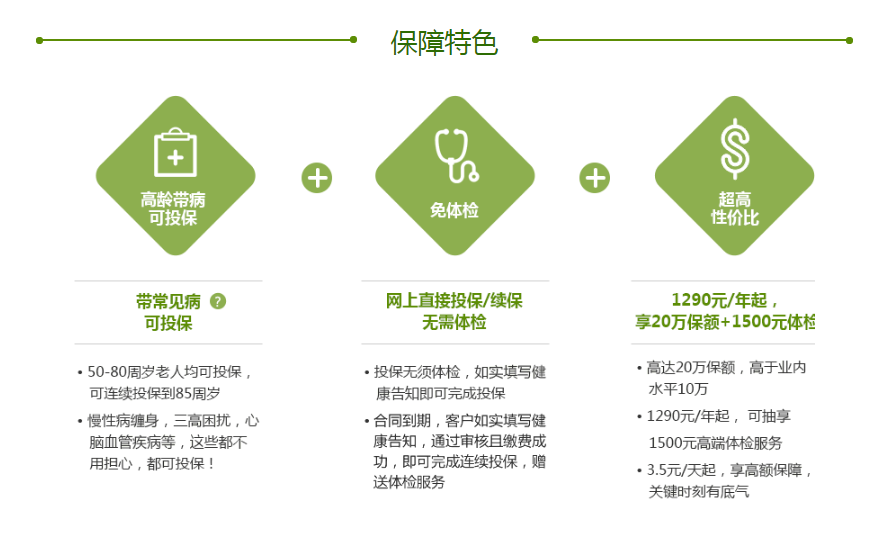 保障特色
高龄带病
可投保
免体检
超高
性价比
带常见病 ?
可投保
• 50-80周岁老人均可投保，
可连续投保到85周岁
• 慢性病缠身，三高困扰，心
脑血管疾病等，这些都不
用担心，都可投保！
网上直接投保/续保
无需体检
• 投保无须体检，如实填写健
康告知即可完成投保
• 合同到期，客户如实填写健
康告知，通过审核且缴费成
功，即可完成连续投保，赠
送体检服务
1290元/年起，
享20万保额+1500元体检
• 高达20万保额，高于业内
水平10万
• 1290元/年起， 可抽享
1500元高端体检服务
• 3.5元/天起，享高额保障，
关键时刻有底气